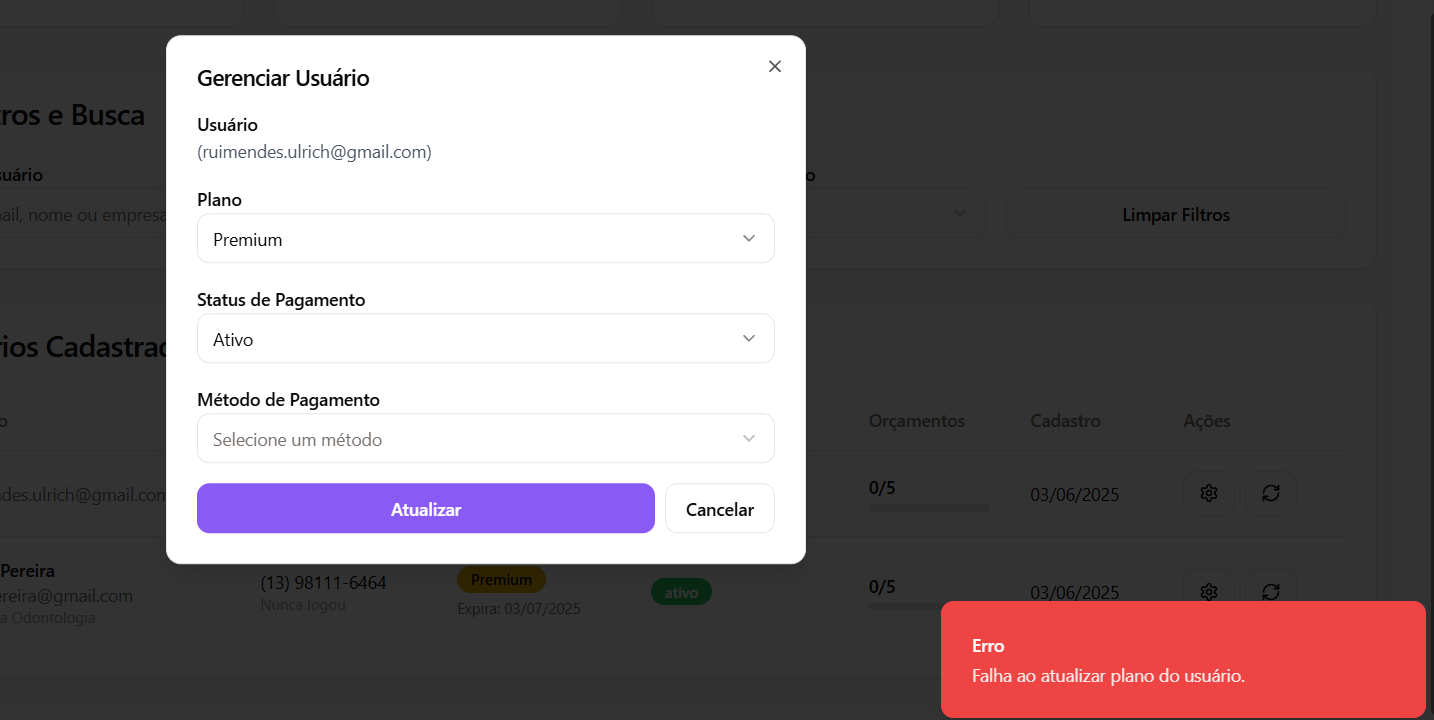 Gerenciar Usuário
Usuário
(ruimendes.ulrich@gmail.com)
Plano
Premium
Status de Pagamento
Ativo
Método de Pagamento
Selecione um método
Atualizar
Cancelar
ros e Busca
suário
ail, nome ou empresa
o
Limpar Filtros
rios Cadastrad
o
Orçamentos
Cadastro
Ações
des.ulrich@gmail.com
0/5
03/06/2025
Pereira
ereira@gmail.com
a Odontologia
(13) 98111-6464
Nunca logou
Premium
Expira: 03/07/2025
ativo
0/5
03/06/2025
Erro
Falha ao atualizar plano do usuário.